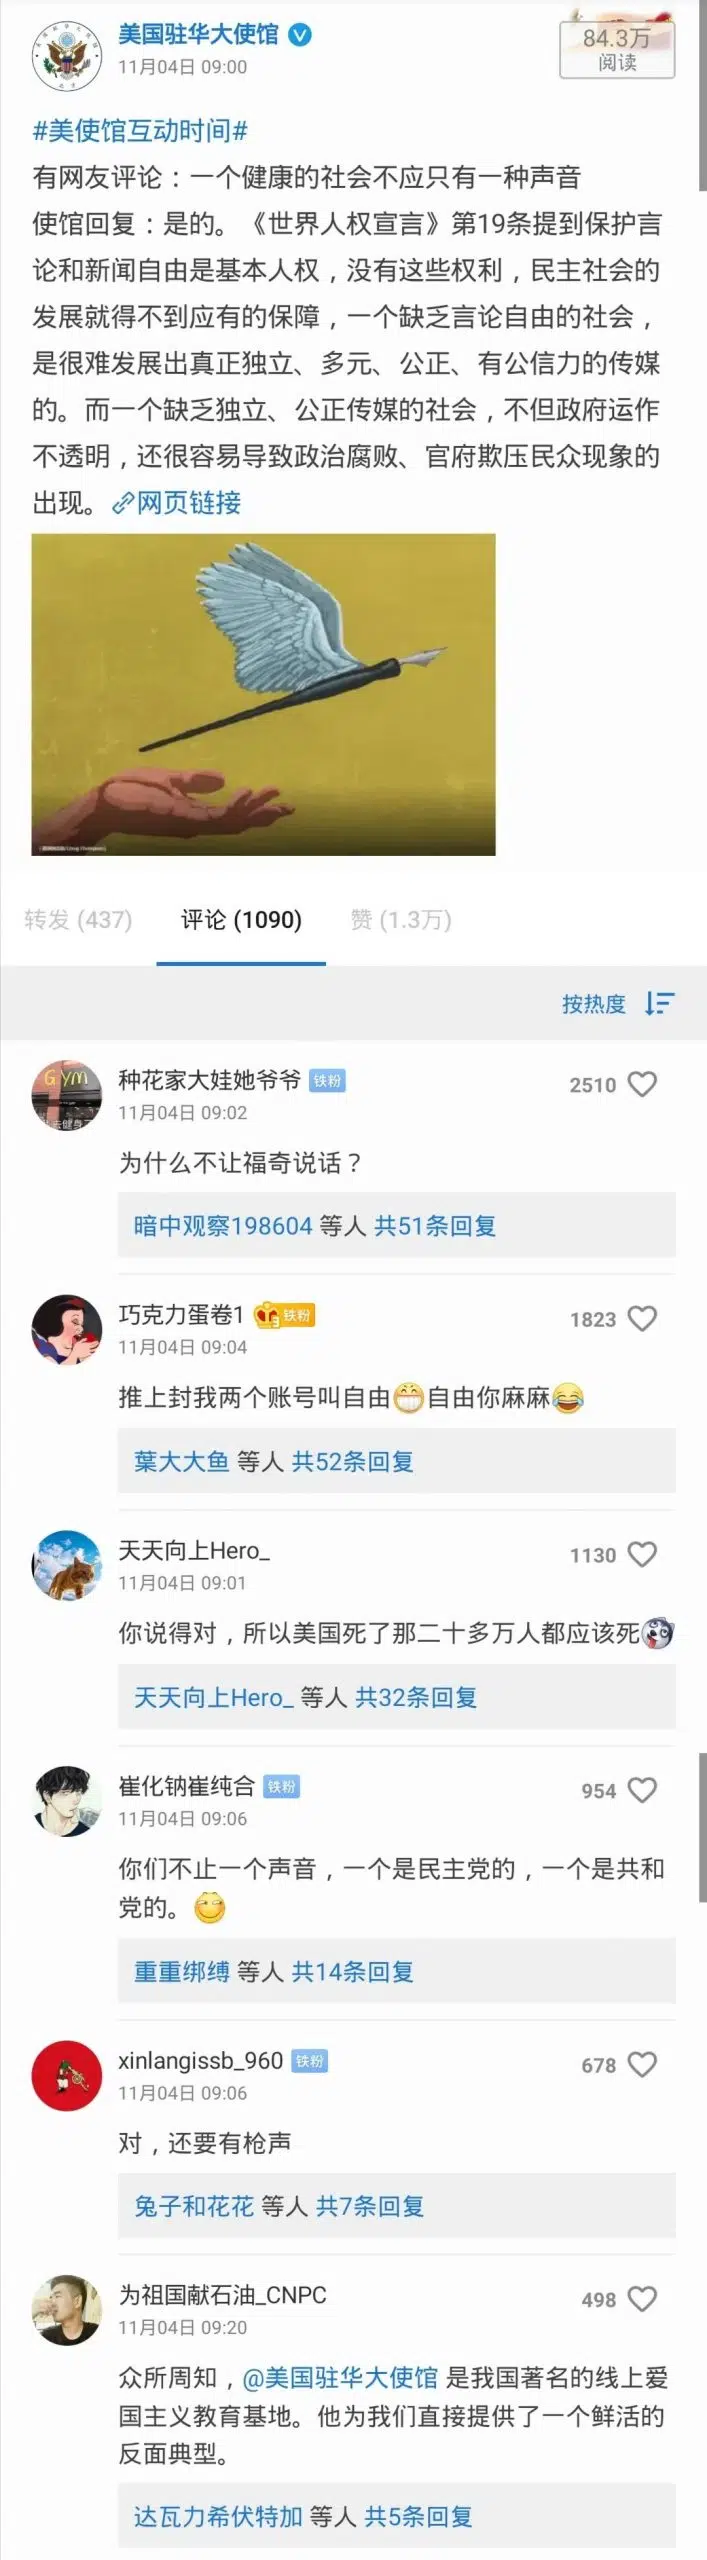 美国驻华大使馆
11月04日 09:00
84.3万
阅读
#美使馆互动时间#
有网友评论：一个健康的社会不应只有一种声音
使馆回复：是的。《世界人权宣言》第19条提到保护言
论和新闻自由是基本人权，没有这些权利，民主社会的
发展就得不到应有的保障，一个缺乏言论自由的社会，
是很难发展出真正独立、多元、公正、有公信力的传媒
的。而一个缺乏独立、公正传媒的社会，不但政府运作
不透明，还很容易导致政治腐败、官府欺压民众现象的
出现。网页链接
转发 (437) 评论 (1090) 赞 (1.3万)
按热度
GYM
种花家大娃她爷爷 铁粉 2510
11月04日 09:02
为什么不让福奇说话？
暗中观察198604 等人 共51条回复
巧克力蛋卷1 铁粉 1823
11月04日 09:04
推上封我两个账号叫自由😁自由你麻麻😂
葉大大鱼 等人 共52条回复
天天向上Hero_ 1130
11月04日 09:01
你说得对，所以美国死了那二十多万人都应该死
天天向上Hero_ 等人 共32条回复
崔化钠崔纯合 铁粉 954
11月04日 09:06
你们不止一个声音，一个是民主党的，一个是共和
党的。
重重绑缚 等人 共14条回复
xinlangissb_960 铁粉 678
11月04日 09:06
对，还要有枪声
兔子和花花 等人 共7条回复
为祖国献石油_CNPC 498
11月04日 09:20
众所周知，@美国驻华大使馆 是我国著名的线上爱
国主义教育基地。他为我们直接提供了一个鲜活的
反面典型。
达瓦力希伏特加 等人 共5条回复